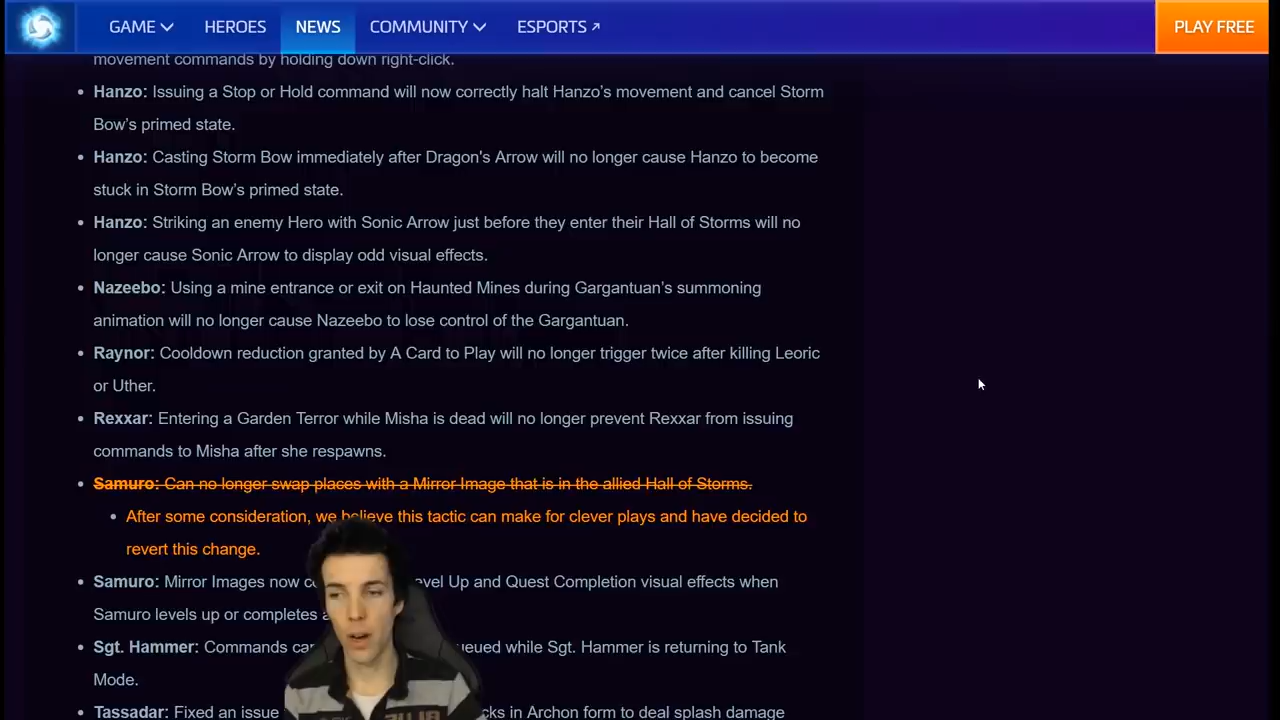 GAME HEROES NEWS COMMUNITY ESPORTS PLAY FREE
movement commands by holding down right-click.
• Hanzo: Issuing a Stop or Hold command will now correctly halt Hanzo's movement and cancel Storm
Bow's primed state.
• Hanzo: Casting Storm Bow immediately after Dragon's Arrow will no longer cause Hanzo to become
stuck in Storm Bow's primed state.
• Hanzo: Striking an enemy Hero with Sonic Arrow just before they enter their Hall of Storms will no
longer cause Sonic Arrow to display odd visual effects.
• Nazeebo: Using a mine entrance or exit on Haunted Mines during Gargantuan's summoning
animation will no longer cause Nazeebo to lose control of the Gargantuan.
• Raynor: Cooldown reduction granted by A Card to Play will no longer trigger twice after killing Leoric
or Uther.
• Rexxar: Entering a Garden Terror while Misha is dead will no longer prevent Rexxar from issuing
commands to Misha after she respawns.
• Samuro: Can no longer swap places with a Mirror Image that is in the allied Hall of Storms.
• After some consideration, we believe this tactic can make for clever plays and have decided to
revert this change.
• Samuro: Mirror Images now Level Up and Quest Completion visual effects when
Samuro levels up or completes
• Sgt. Hammer: Commands while Sgt. Hammer is returning to Tank
Mode.
• Tassadar: Fixed an issue in Archon form to deal splash damage